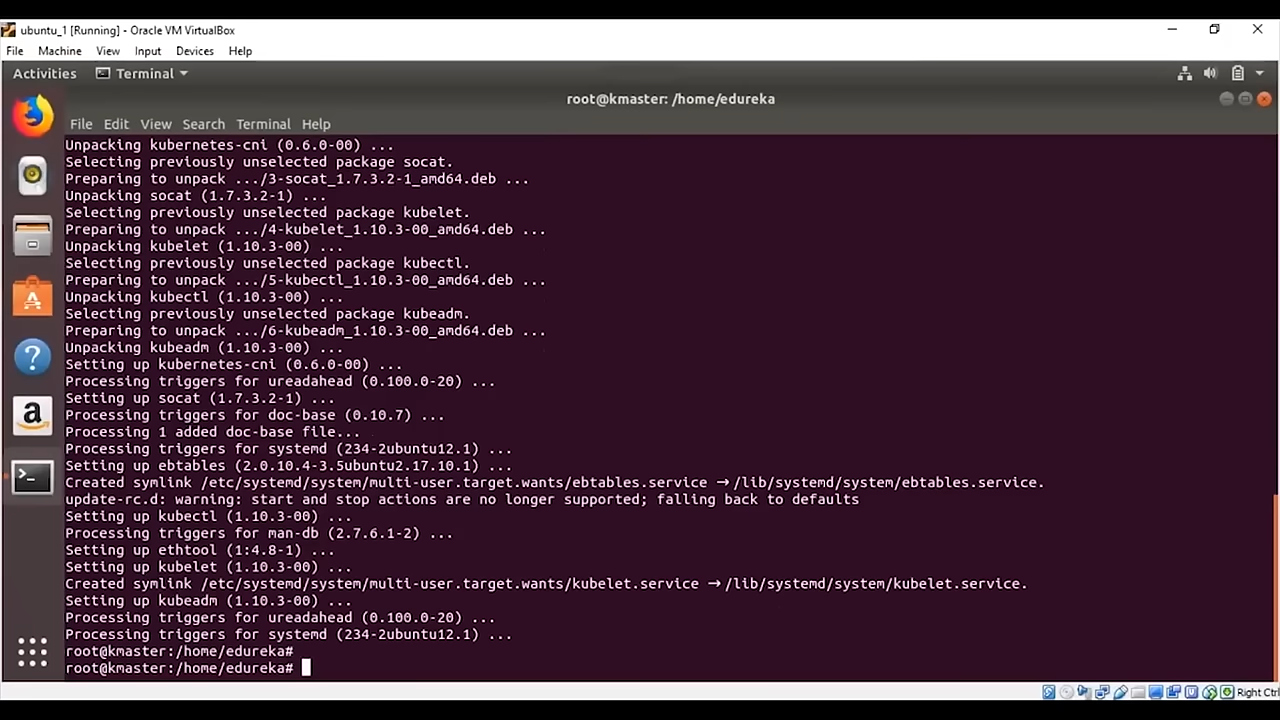 ubuntu_1 [Running] - Oracle VM VirtualBox
File Machine View Input Devices Help
Activities Terminal
root@kmaster: /home/edureka
File Edit View Search Terminal Help
Unpacking kubernetes-cni (0.6.0-00) ...
Selecting previously unselected package socat.
Preparing to unpack .../3-socat_1.7.3.2-1_amd64.deb ...
Unpacking socat (1.7.3.2-1) ...
Selecting previously unselected package kubelet.
Preparing to unpack .../4-kubelet_1.10.3-00_amd64.deb ...
Unpacking kubelet (1.10.3-00) ...
Selecting previously unselected package kubectl.
Preparing to unpack .../5-kubectl_1.10.3-00_amd64.deb ...
Unpacking kubectl (1.10.3-00) ...
Selecting previously unselected package kubeadm.
Preparing to unpack .../6-kubeadm_1.10.3-00_amd64.deb ...
Unpacking kubeadm (1.10.3-00) ...
Setting up kubernetes-cni (0.6.0-00) ...
Processing triggers for ureadahead (0.100.0-20) ...
Setting up socat (1.7.3.2-1) ...
Processing triggers for doc-base (0.10.7) ...
Processing 1 added doc-base file...
Processing triggers for systemd (234-2ubuntu12.1) ...
Setting up ebtables (2.0.10.4-3.5ubuntu2.17.10.1) ...
Created symlink /etc/systemd/system/multi-user.target.wants/ebtables.service → /lib/systemd/system/ebtables.service.
update-rc.d: warning: start and stop actions are no longer supported; falling back to defaults
Setting up kubectl (1.10.3-00) ...
Processing triggers for man-db (2.7.6.1-2) ...
Setting up ethtool (1:4.8-1) ...
Setting up kubelet (1.10.3-00) ...
Created symlink /etc/systemd/system/multi-user.target.wants/kubelet.service → /lib/systemd/system/kubelet.service.
Setting up kubeadm (1.10.3-00) ...
Processing triggers for ureadahead (0.100.0-20) ...
Processing triggers for systemd (234-2ubuntu12.1) ...
root@kmaster:/home/edureka#
root@kmaster:/home/edureka#
Right Ctrl